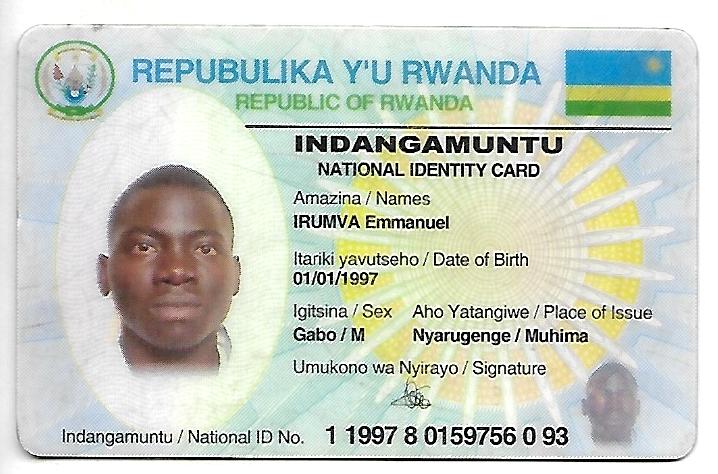 REPUBULIKA Y'U RWANDA
REPUBLIC OF RWANDA
INDANGAMUNTU
NATIONAL IDENTITY CARD
Amazina / Names
IRUMVA Emmanuel
Itariki yavutseho / Date of Birth
01/01/1997
Igitsina / Sex Aho Yatangiwe / Place of Issue
Gabo / M Nyarugenge / Muhima
Umukono wa Nyirayo / Signature
Indangamuntu / National ID No. 1 1997 8 0159756 0 93